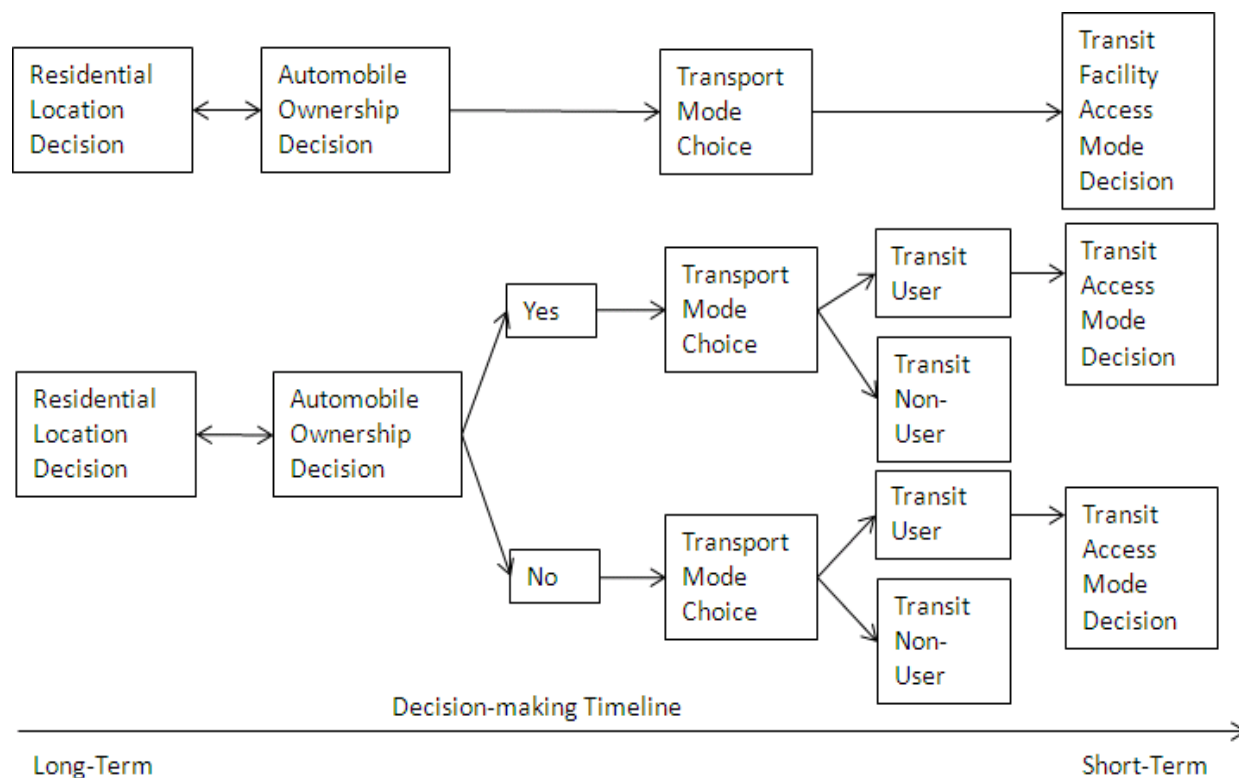 Residential
Location
Decision
Automobile
Ownership
Decision
Transport
Mode
Choice
Transit
Facility
Access
Mode
Decision
Residential
Location
Decision
Automobile
Ownership
Decision
Yes
Transport
Mode
Choice
Transit
User
Transit
Access
Mode
Decision
Transit
Non-
User
No
Transport
Mode
Choice
Transit
User
Transit
Access
Mode
Decision
Transit
Non-
User
Decision-making Timeline
Long-Term
Short-Term